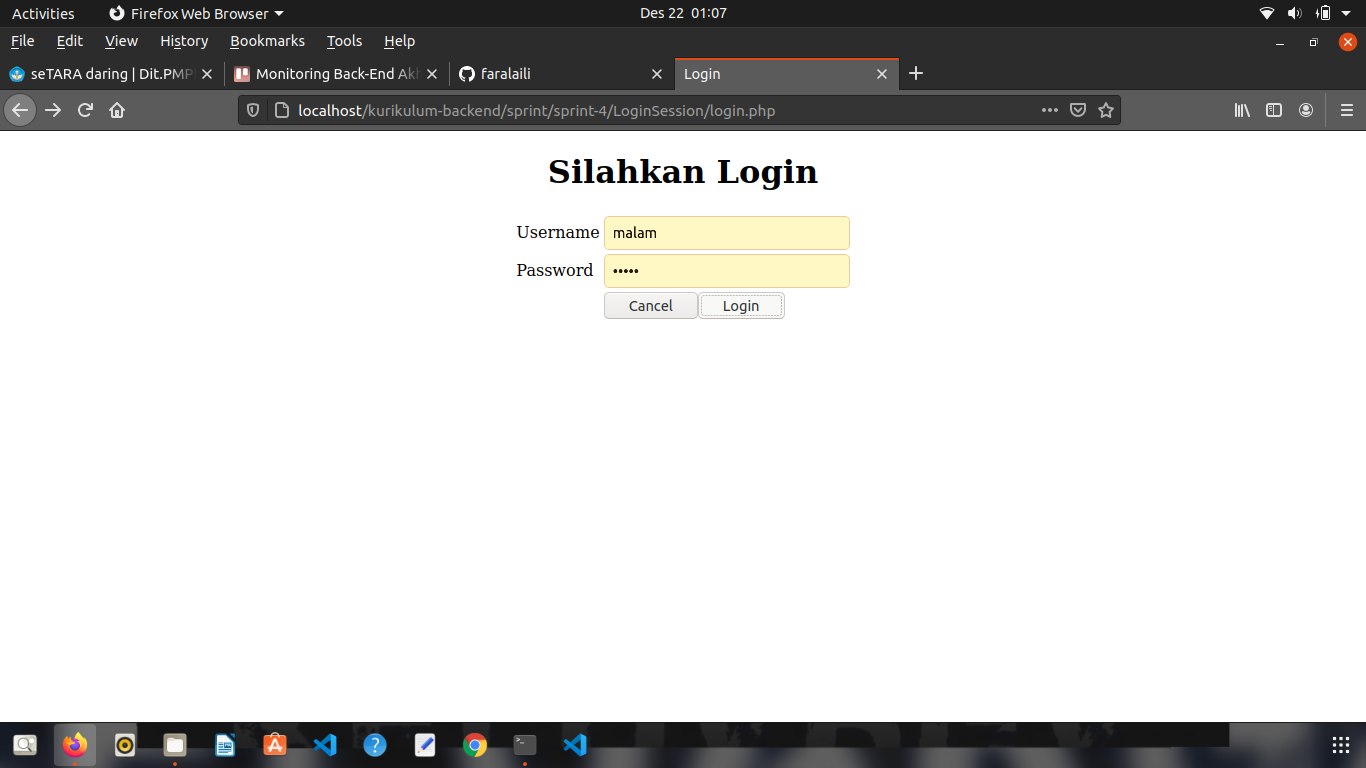 Activities Firefox Web Browser Des 22 01:07
File Edit View History Bookmarks Tools Help
seTARA daring | Dit.PMP Monitoring Back-End Ak faralaili Login
localhost/kurikulum-backend/sprint/sprint-4/LoginSession/login.php
Silahkan Login
Username malam
Password •••••
Cancel Login